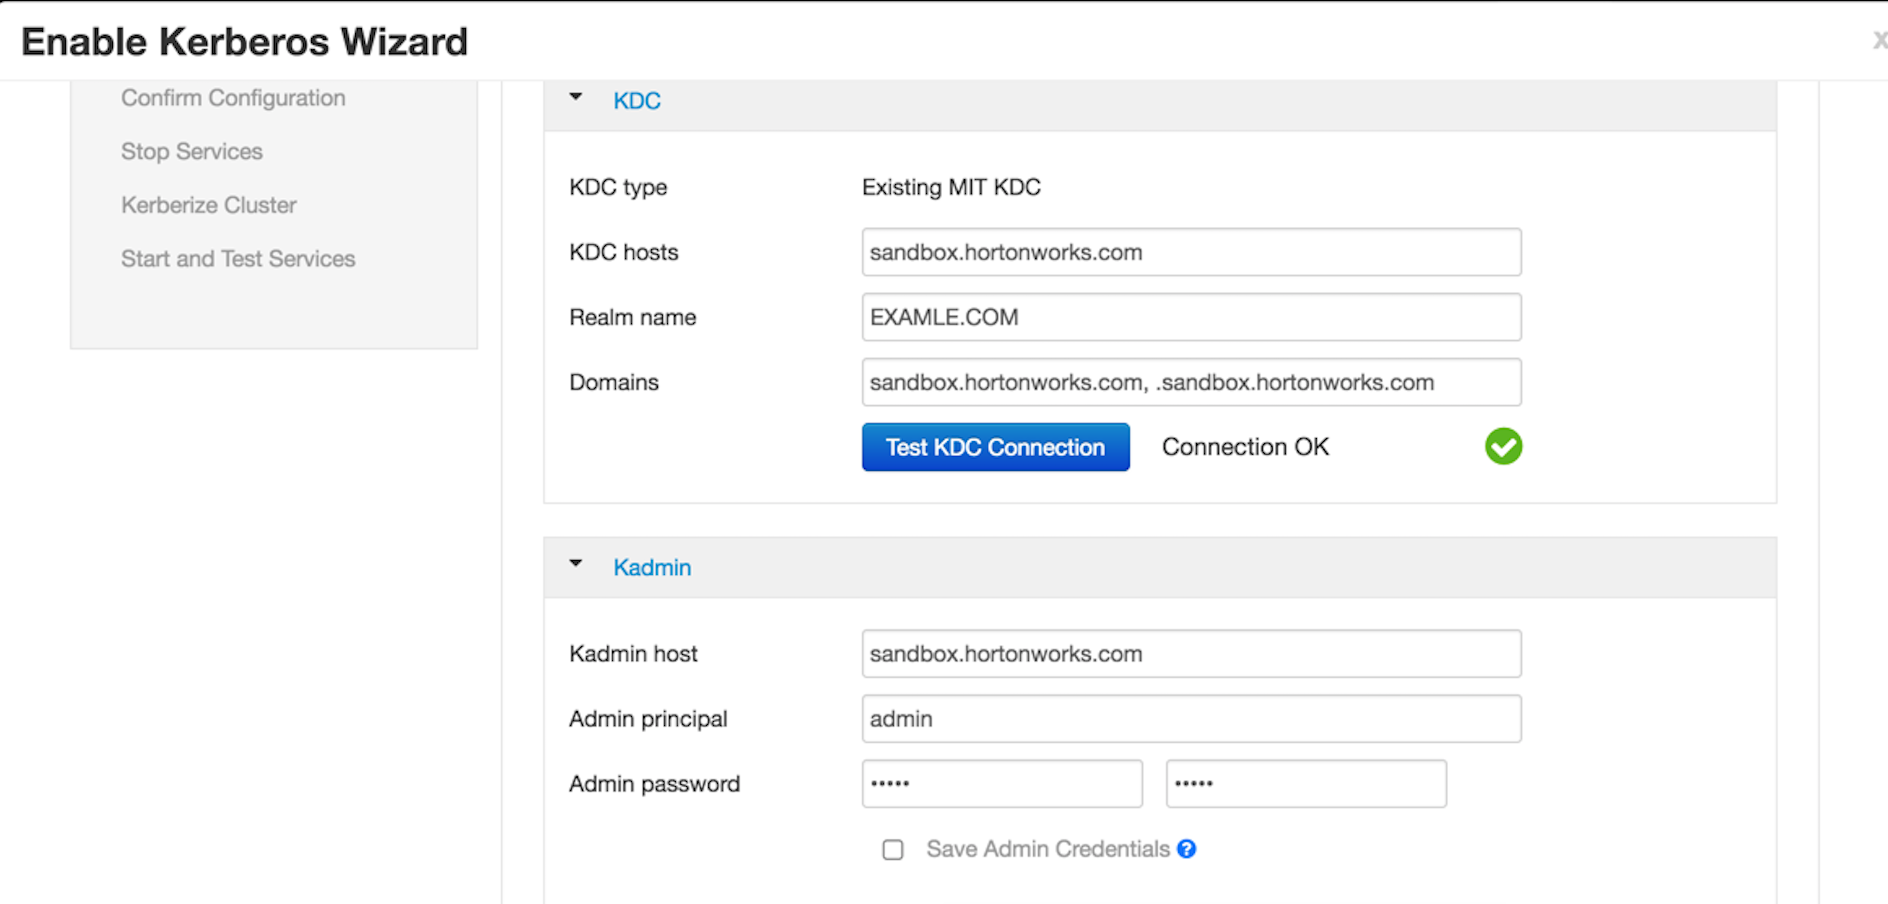 Enable Kerberos Wizard
x
Confirm Configuration
Stop Services
Kerberize Cluster
Start and Test Services
KDC
KDC type Existing MIT KDC
KDC hosts sandbox.hortonworks.com
Realm name EXAMLE.COM
Domains sandbox.hortonworks.com, .sandbox.hortonworks.com
Test KDC Connection Connection OK
Kadmin
Kadmin host sandbox.hortonworks.com
Admin principal admin
Admin password ••••• •••••
Save Admin Credentials ?